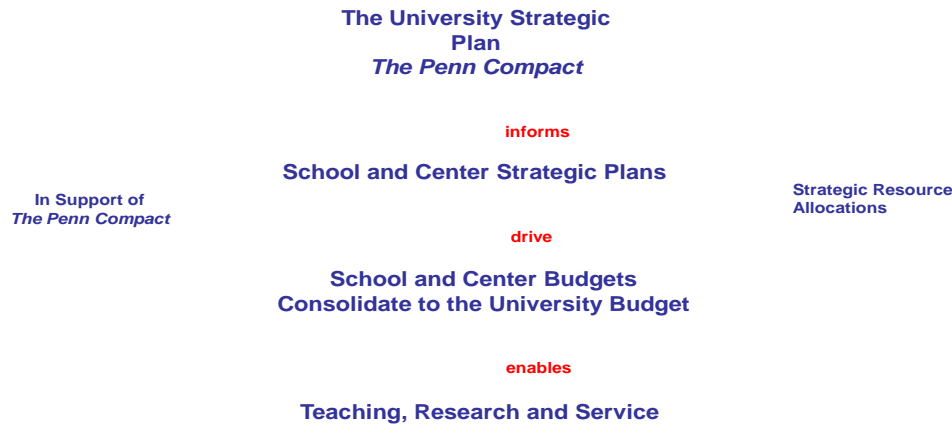 The University Strategic
Plan
The Penn Compact
informs
School and Center Strategic Plans
In Support of
The Penn Compact
Strategic Resource
Allocations
drive
School and Center Budgets
Consolidate to the University Budget
enables
Teaching, Research and Service